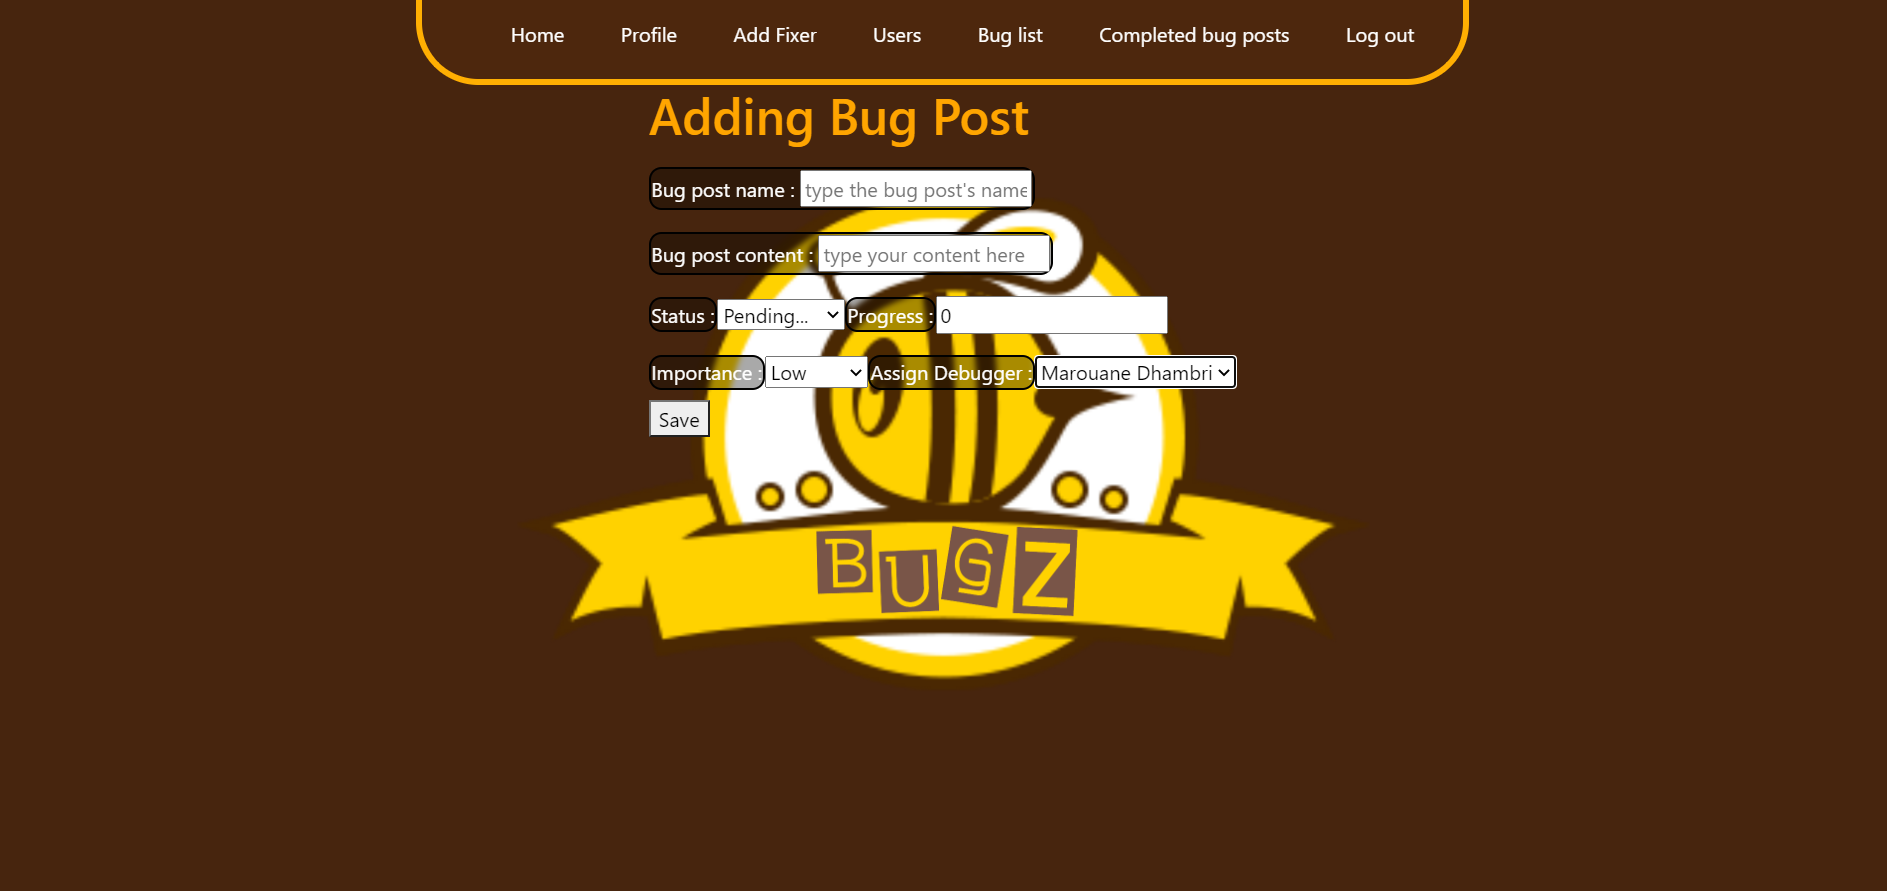 Home Profile Add Fixer Users Bug list Completed bug posts Log out
Adding Bug Post
Bug post name : type the bug post's name
Bug post content : type your content here
Status : Pending... Progress : 0
Importance : Low Assign Debugger : Marouane Dhambri
Save
BUGZ